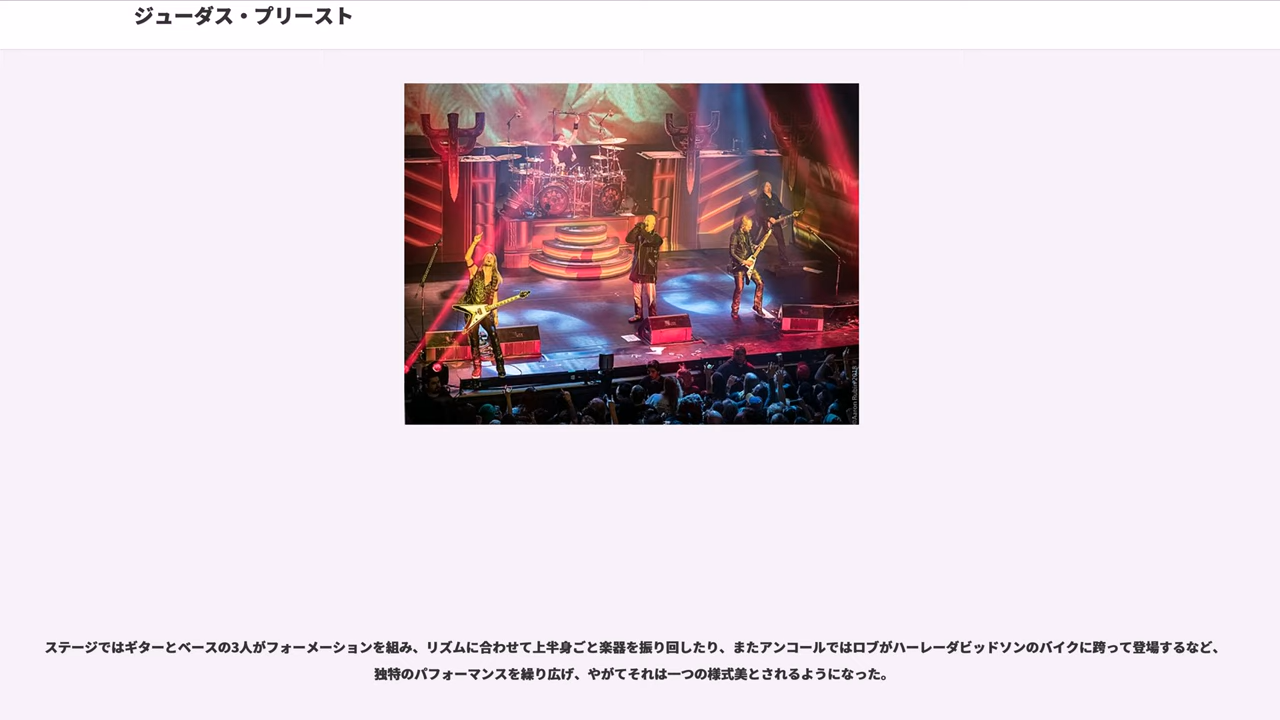 ジューダス・プリースト
ステージではギターとベースの3人がフォーメーションを組み、リズムに合わせて上半身ごと楽器を振り回したり、またアンコールではロブがハーレーダビッドソンのバイクに跨って登場するなど、
独特のパフォーマンスを繰り広げ、やがてそれは一つの様式美とされるようになった。